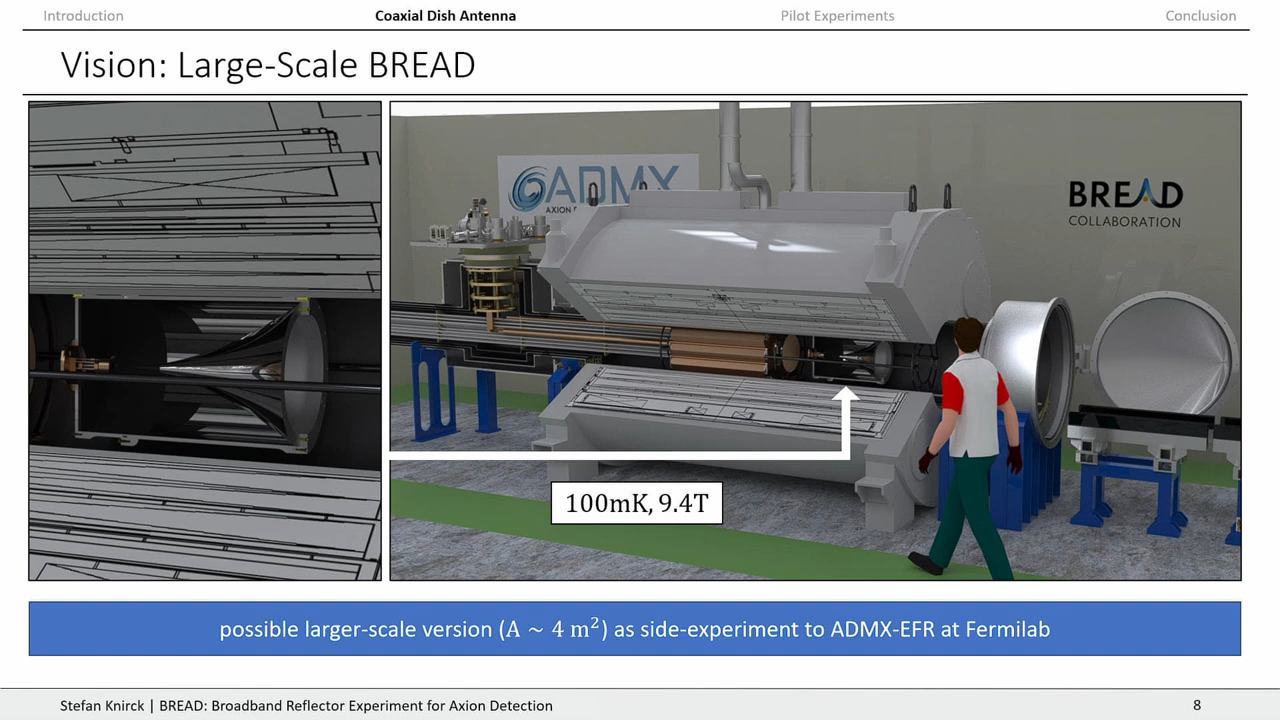 Introduction
Coaxial Dish Antenna
Pilot Experiments
Conclusion
Vision: Large-Scale BREAD
ADMX
BREAD
COLLABORATION
100mK, 9.4T
possible larger-scale version (A ~ 4 m²) as side-experiment to ADMX-EFR at Fermilab
Stefan Knirck | BREAD: Broadband Reflector Experiment for Axion Detection
8